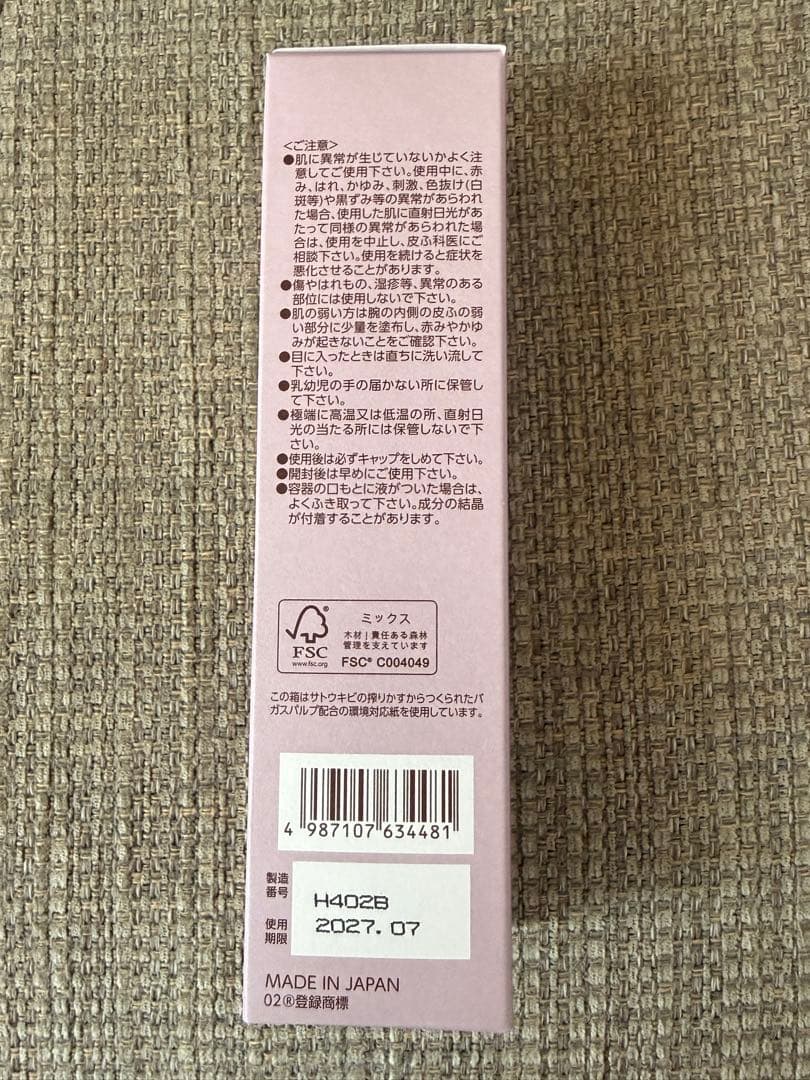 <ご注意>
●肌に異常が生じていないかよく注
意してご使用下さい。使用中に、赤
み、はれ、かゆみ、刺激、色抜け(白
斑等)や黒ずみ等の異常があらわれ
た場合、使用した肌に直射日光があ
たって同様の異常があらわれた場
合は、使用を中止し、皮ふ科医にご
相談下さい。使用を続けると症状を
悪化させることがあります。
●傷やはれもの、湿疹等、異常のある
部位には使用しないで下さい。
●肌の弱い方は腕の内側の皮ふの弱
い部分に少量を塗布し、赤みやかゆ
みが起きないことをご確認下さい。
●目に入ったときは直ちに洗い流して
下さい。
●乳幼児の手の届かない所に保管し
て下さい。
●極端に高温又は低温の所、直射日
光の当たる所には保管しないで下
さい。
●使用後は必ずキャップをしめて下さい。
●開封後は早めにご使用下さい。
●容器の口もとに液がついた場合は、
よくふき取って下さい。成分の結晶
が付着することがあります。
®
FSC
www.fsc.org
ミックス
木材|責任ある森林
管理を支えています
FSC® C004049
この箱はサトウキビの搾りかすからつくられたバ
ガスパルプ配合の環境対応紙を使用しています。
4 987107 634481
製造
番号
H402B
使用
期限
2027.07
MADE IN JAPAN
02®登録商標